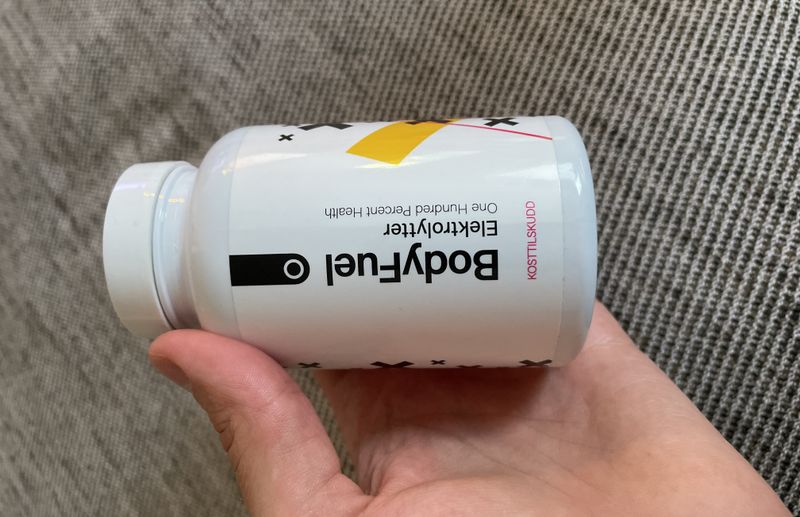 BodyFuel
Elektrolytter
One Hundred Percent Health
KOSTTILSKUDD